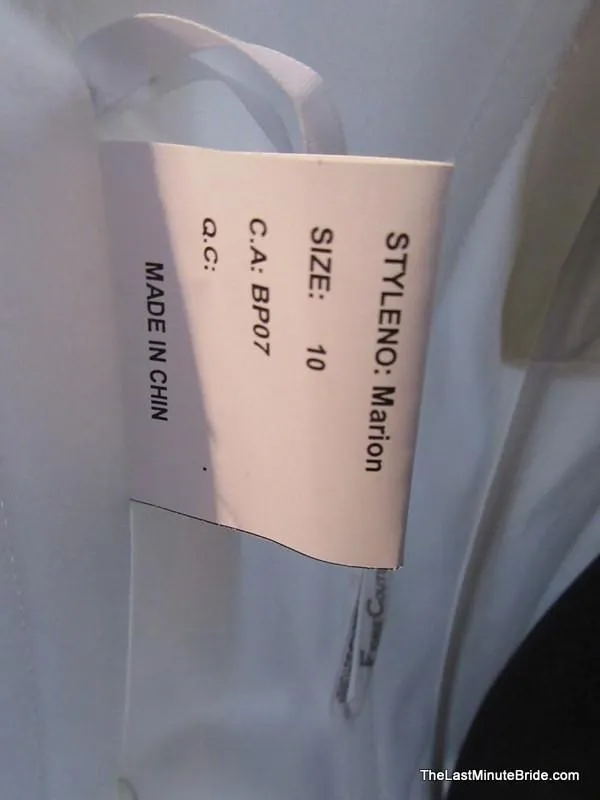 STYLENO: Marion
SIZE: 10
C.A: BP07
Q.C:
MADE IN CHIN
TheLastMinuteBride.com